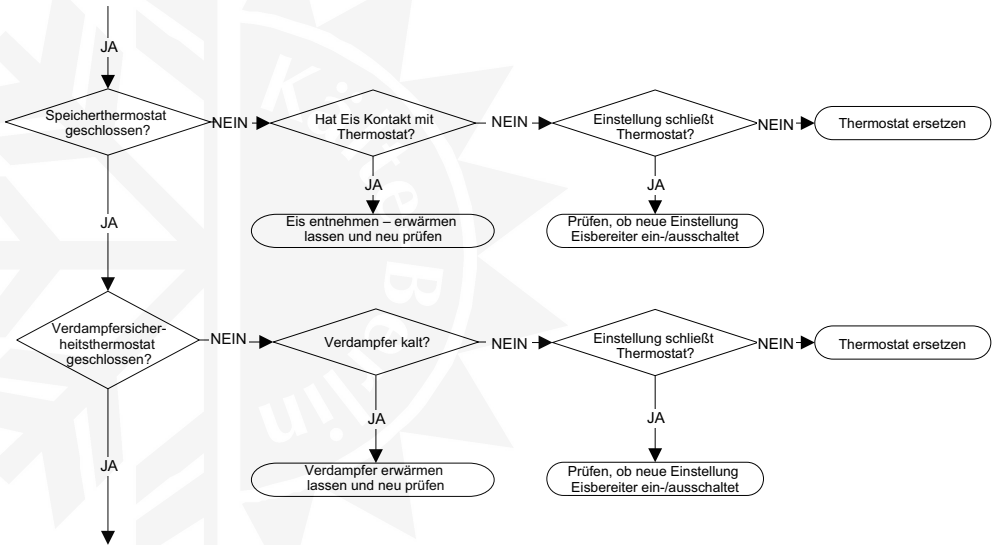 JA
Speicherthermostat
geschlossen?
NEIN
Hat Eis Kontakt mit
Thermostat?
NEIN
Einstellung schließt
Thermostat?
NEIN
Thermostat ersetzen
JA
JA
JA
Eis entnehmen – erwärmen
lassen und neu prüfen
Prüfen, ob neue Einstellung
Eisbereiter ein-/ausschaltet
Verdampfersicher-
heitsthermostat
geschlossen?
NEIN
Verdampfer kalt?
NEIN
Einstellung schließt
Thermostat?
NEIN
Thermostat ersetzen
JA
JA
JA
Verdampfer erwärmen
lassen und neu prüfen
Prüfen, ob neue Einstellung
Eisbereiter ein-/ausschaltet
Kälte Berlin